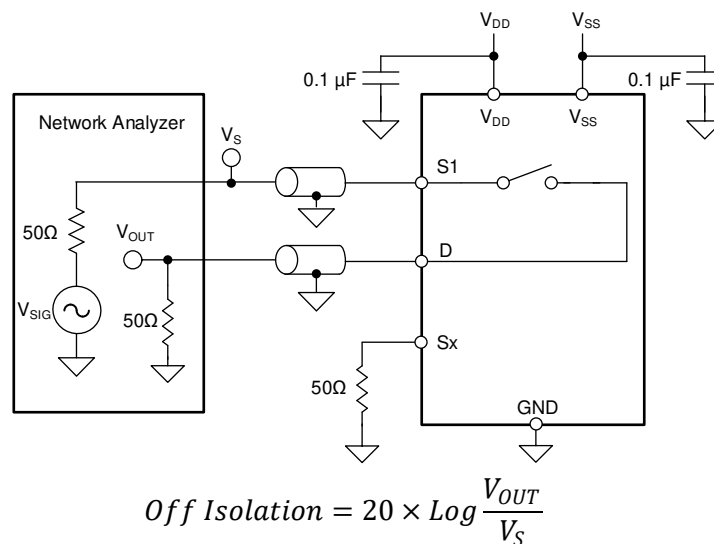 V_DD
V_SS
0.1 µF
0.1 µF
V_DD
V_SS
Network Analyzer
V_S
S1
50Ω
V_OUT
D
V_SIG
50Ω
Sx
50Ω
GND
Off Isolation = 20 × Log V_OUT / V_S